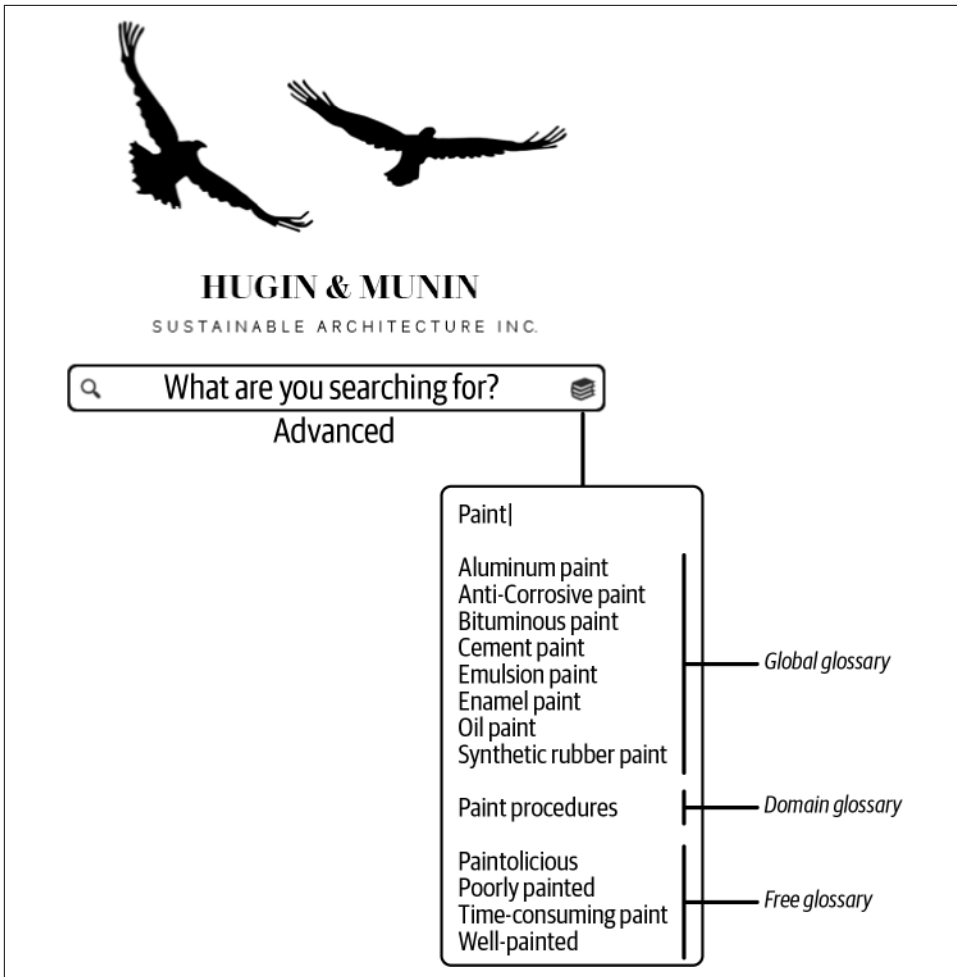 HUGIN & MUNIN
SUSTAINABLE ARCHITECTURE INC.
What are you searching for?
Advanced
Paint|
Aluminum paint
Anti-Corrosive paint
Bituminous paint
Cement paint
Emulsion paint
Enamel paint
Oil paint
Synthetic rubber paint
Global glossary
Paint procedures
Domain glossary
Paintolicious
Poorly painted
Time-consuming paint
Well-painted
Free glossary